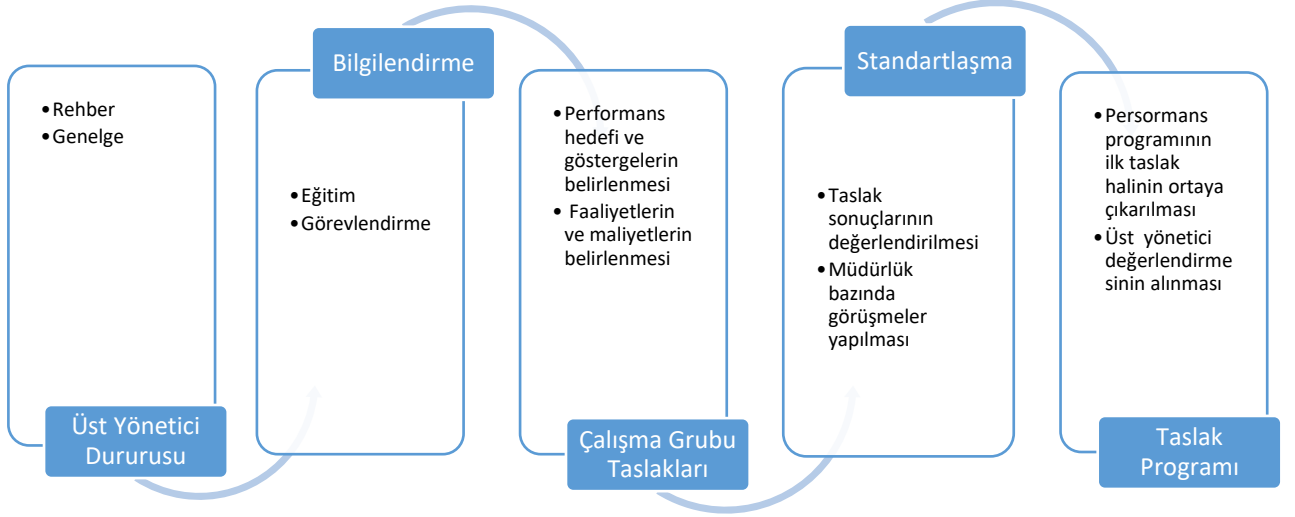 •Rehber
•Genelge
Üst Yönetici
Dururusu
Bilgilendirme
•Eğitim
•Görevlendirme
•Performans
hedefi ve
göstergelerin
belirlenmesi
• Faaliyetlerin
ve maliyetlerin
belirlenmesi
Çalışma Grubu
Taslakları
Standartlaşma
•Taslak
sonuçlarının
değerlendirilmesi
•Müdürlük
bazında
görüşmeler
yapılması
•Persormans
programının
ilk taslak
halinin ortaya
çıkarılması
•Üst yönetici
değerlendirme
sinin alınması
Taslak
Programı